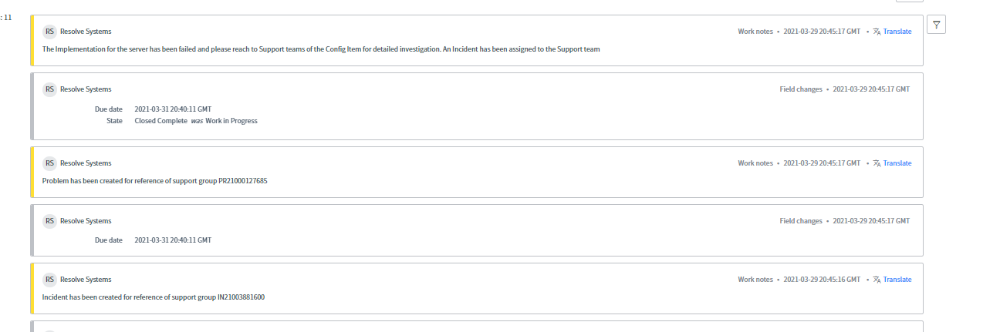 : 11
RS Resolve Systems Work notes • 2021-03-29 20:45:17 GMT • Translate
The Implementation for the server has been failed and please reach to Support teams of the Config Item for detailed investigation. An Incident has been assigned to the Support team
RS Resolve Systems Field changes • 2021-03-29 20:45:17 GMT
Due date 2021-03-31 20:40:11 GMT
State Closed Complete was Work in Progress
RS Resolve Systems Work notes • 2021-03-29 20:45:17 GMT • Translate
Problem has been created for reference of support group PR21000127685
RS Resolve Systems Field changes • 2021-03-29 20:45:17 GMT
Due date 2021-03-31 20:40:11 GMT
RS Resolve Systems Work notes • 2021-03-29 20:45:16 GMT • Translate
Incident has been created for reference of support group IN21003881600